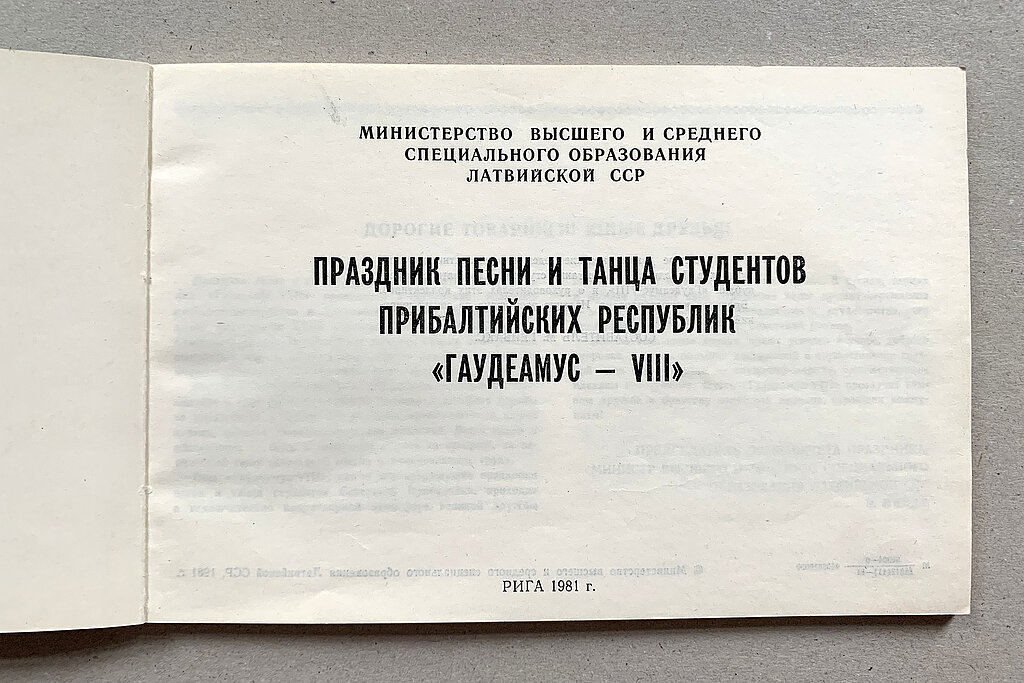 МИНИСТЕРСТВО ВЫСШЕГО И СРЕДНЕГО
СПЕЦИАЛЬНОГО ОБРАЗОВАНИЯ
ЛАТВИЙСКОЙ ССР
ПРАЗДНИК ПЕСНИ И ТАНЦА СТУДЕНТОВ
ПРИБАЛТИЙСКИХ РЕСПУБЛИК
«ГАУДЕАМУС — VIII»
РИГА 1981 г.